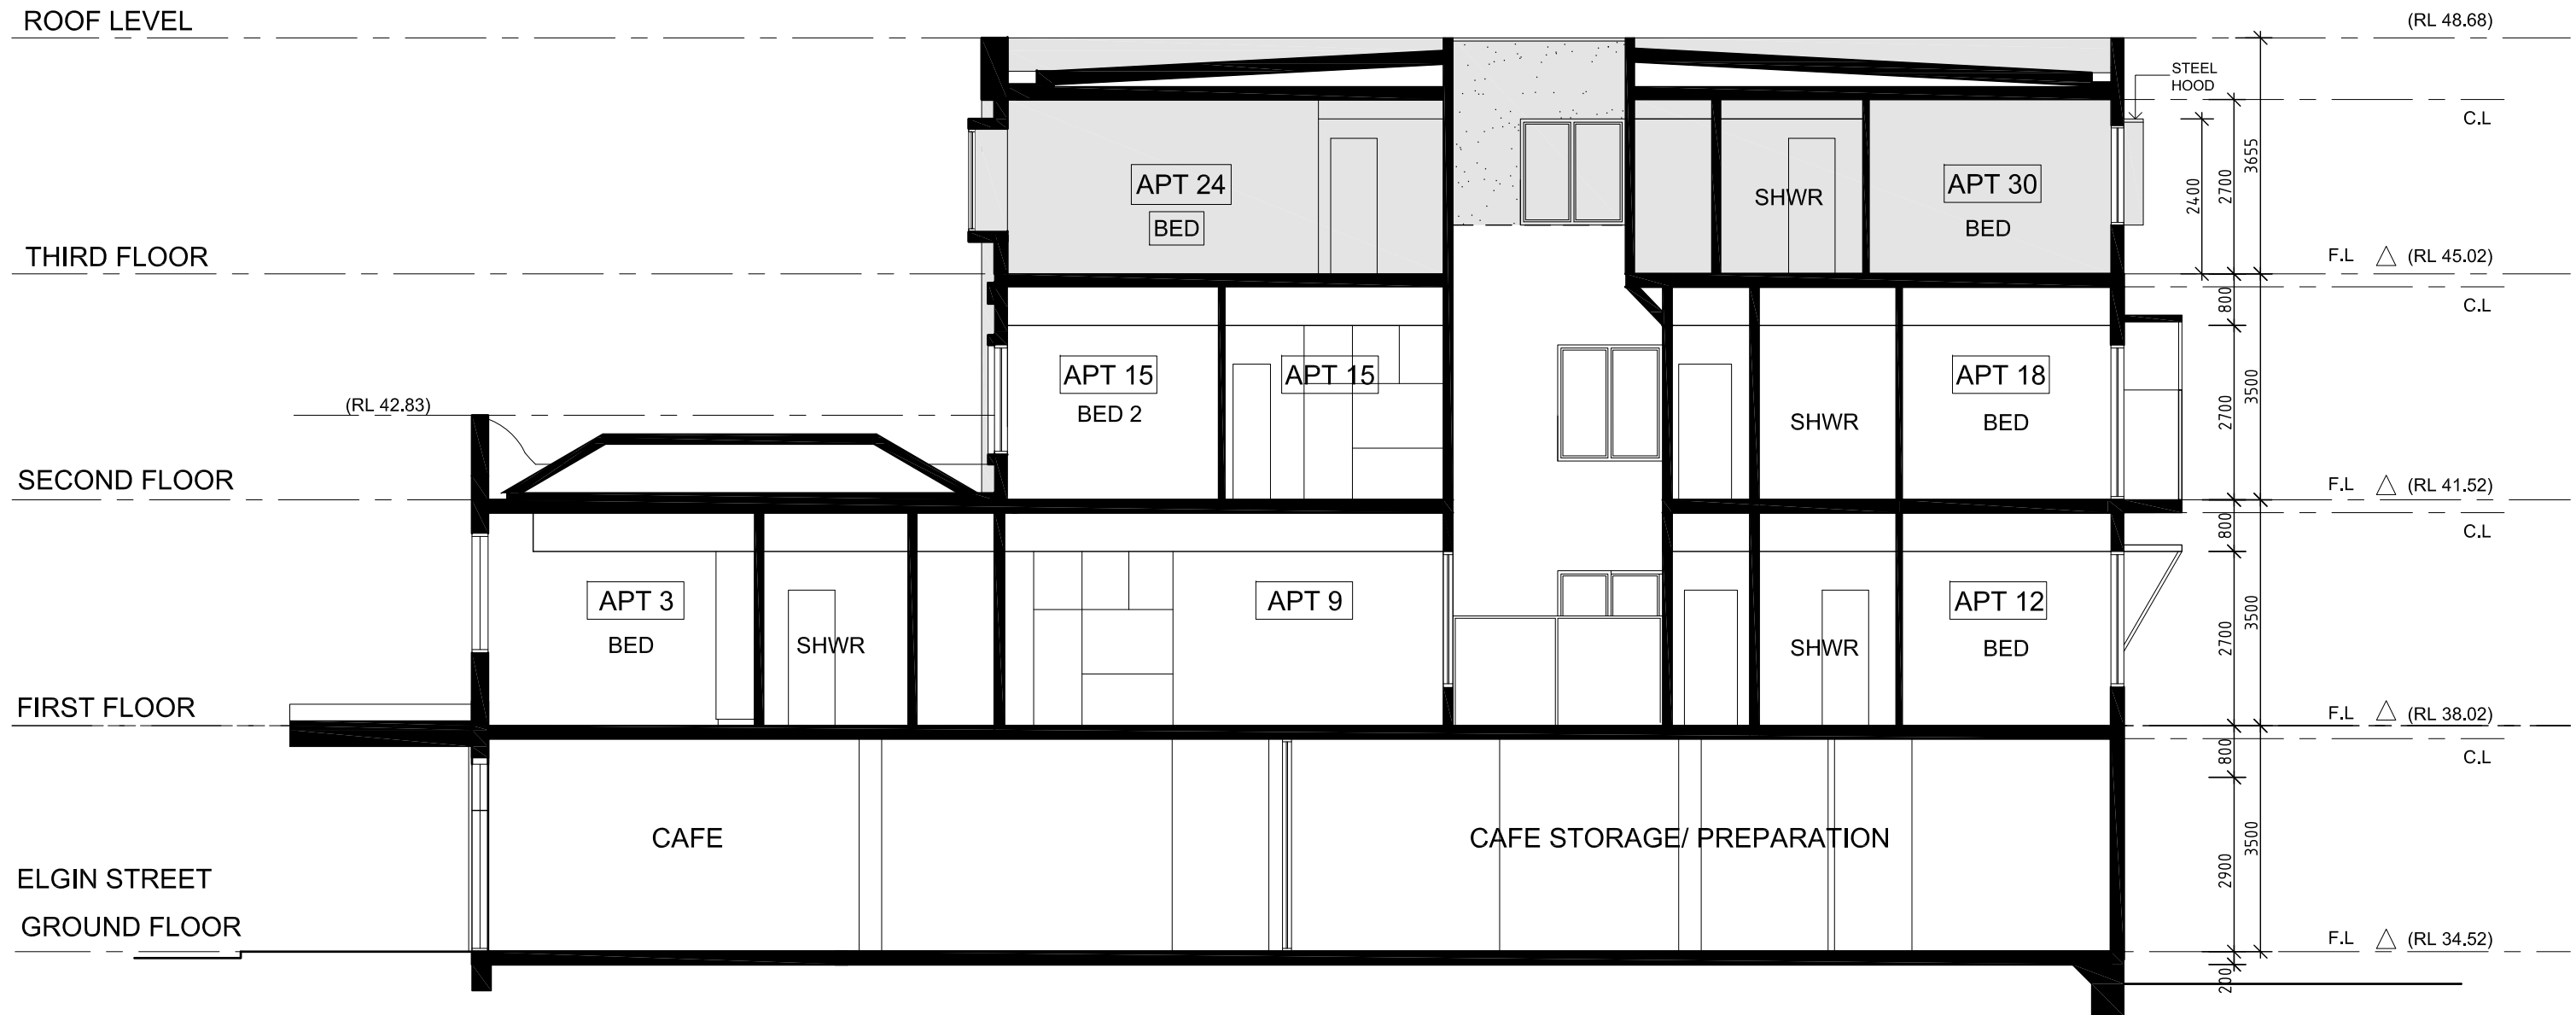 ROOF LEVEL
(RL 48.68)
STEEL
HOOD
C.L
3655
2700
2400
APT 24
BED
SHWR
APT 30
BED
THIRD FLOOR
F.L
(RL 45.02)
800
C.L
APT 15
BED 2
APT 15
SHWR
APT 18
BED
3500
2700
(RL 42.83)
SECOND FLOOR
F.L
(RL 41.52)
800
C.L
APT 3
BED
SHWR
APT 9
SHWR
APT 12
BED
3500
2700
FIRST FLOOR
F.L
(RL 38.02)
800
C.L
CAFE
CAFE STORAGE/ PREPARATION
3500
2900
ELGIN STREET
GROUND FLOOR
F.L
(RL 34.52)
200